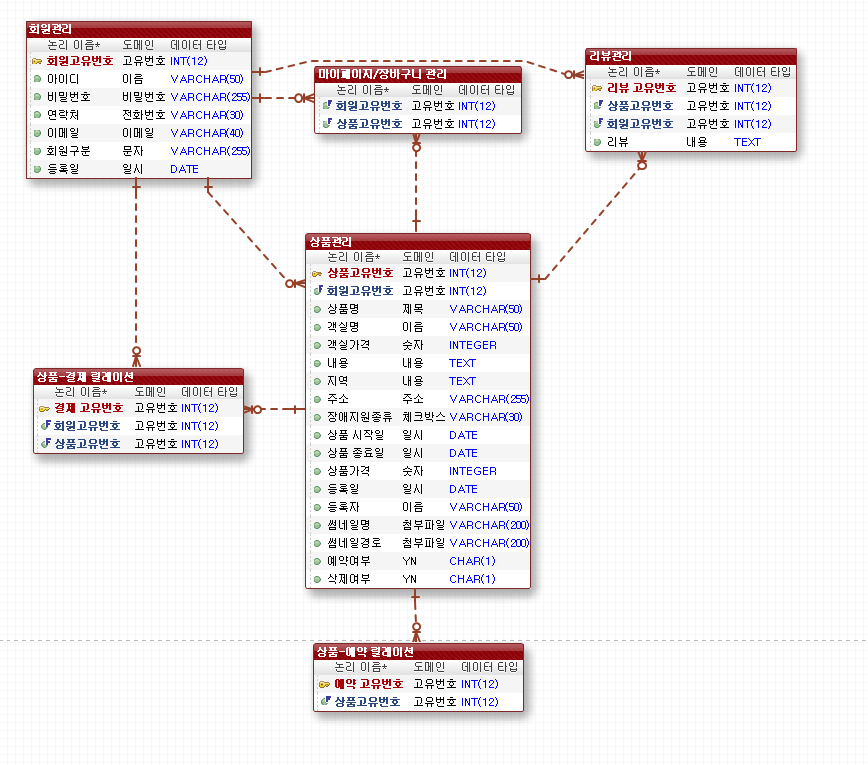 회원관리
논리 이름* 도메인 데이터 타입
회원고유번호 고유번호 INT(12)
아이디 이름 VARCHAR(50)
비밀번호 비밀번호 VARCHAR(255)
연락처 전화번호 VARCHAR(30)
이메일 이메일 VARCHAR(40)
회원구분 문자 VARCHAR(255)
등록일 일시 DATE
마이페이지/장바구니 관리
논리 이름* 도메인 데이터 타입
회원고유번호 고유번호 INT(12)
상품고유번호 고유번호 INT(12)
리뷰관리
논리 이름* 도메인 데이터 타입
리뷰 고유번호 고유번호 INT(12)
상품고유번호 고유번호 INT(12)
회원고유번호 고유번호 INT(12)
리뷰 내용 TEXT
상품관리
논리 이름* 도메인 데이터 타입
상품고유번호 고유번호 INT(12)
회원고유번호 고유번호 INT(12)
상품명 제목 VARCHAR(50)
객실명 이름 VARCHAR(50)
객실가격 숫자 INTEGER
내용 내용 TEXT
지역 내용 TEXT
주소 주소 VARCHAR(255)
장애지원종류 체크박스 VARCHAR(30)
상품 시작일 일시 DATE
상품 종료일 일시 DATE
상품가격 숫자 INTEGER
등록일 일시 DATE
등록자 이름 VARCHAR(50)
썸네일명 첨부파일 VARCHAR(200)
썸네일경로 첨부파일 VARCHAR(200)
예약여부 YN CHAR(1)
삭제여부 YN CHAR(1)
상품-결제 릴레이션
논리 이름* 도메인 데이터 타입
결제 고유번호 고유번호 INT(12)
회원고유번호 고유번호 INT(12)
상품고유번호 고유번호 INT(12)
상품-예약 릴레이션
논리 이름* 도메인 데이터 타입
예약 고유번호 고유번호 INT(12)
상품고유번호 고유번호 INT(12)